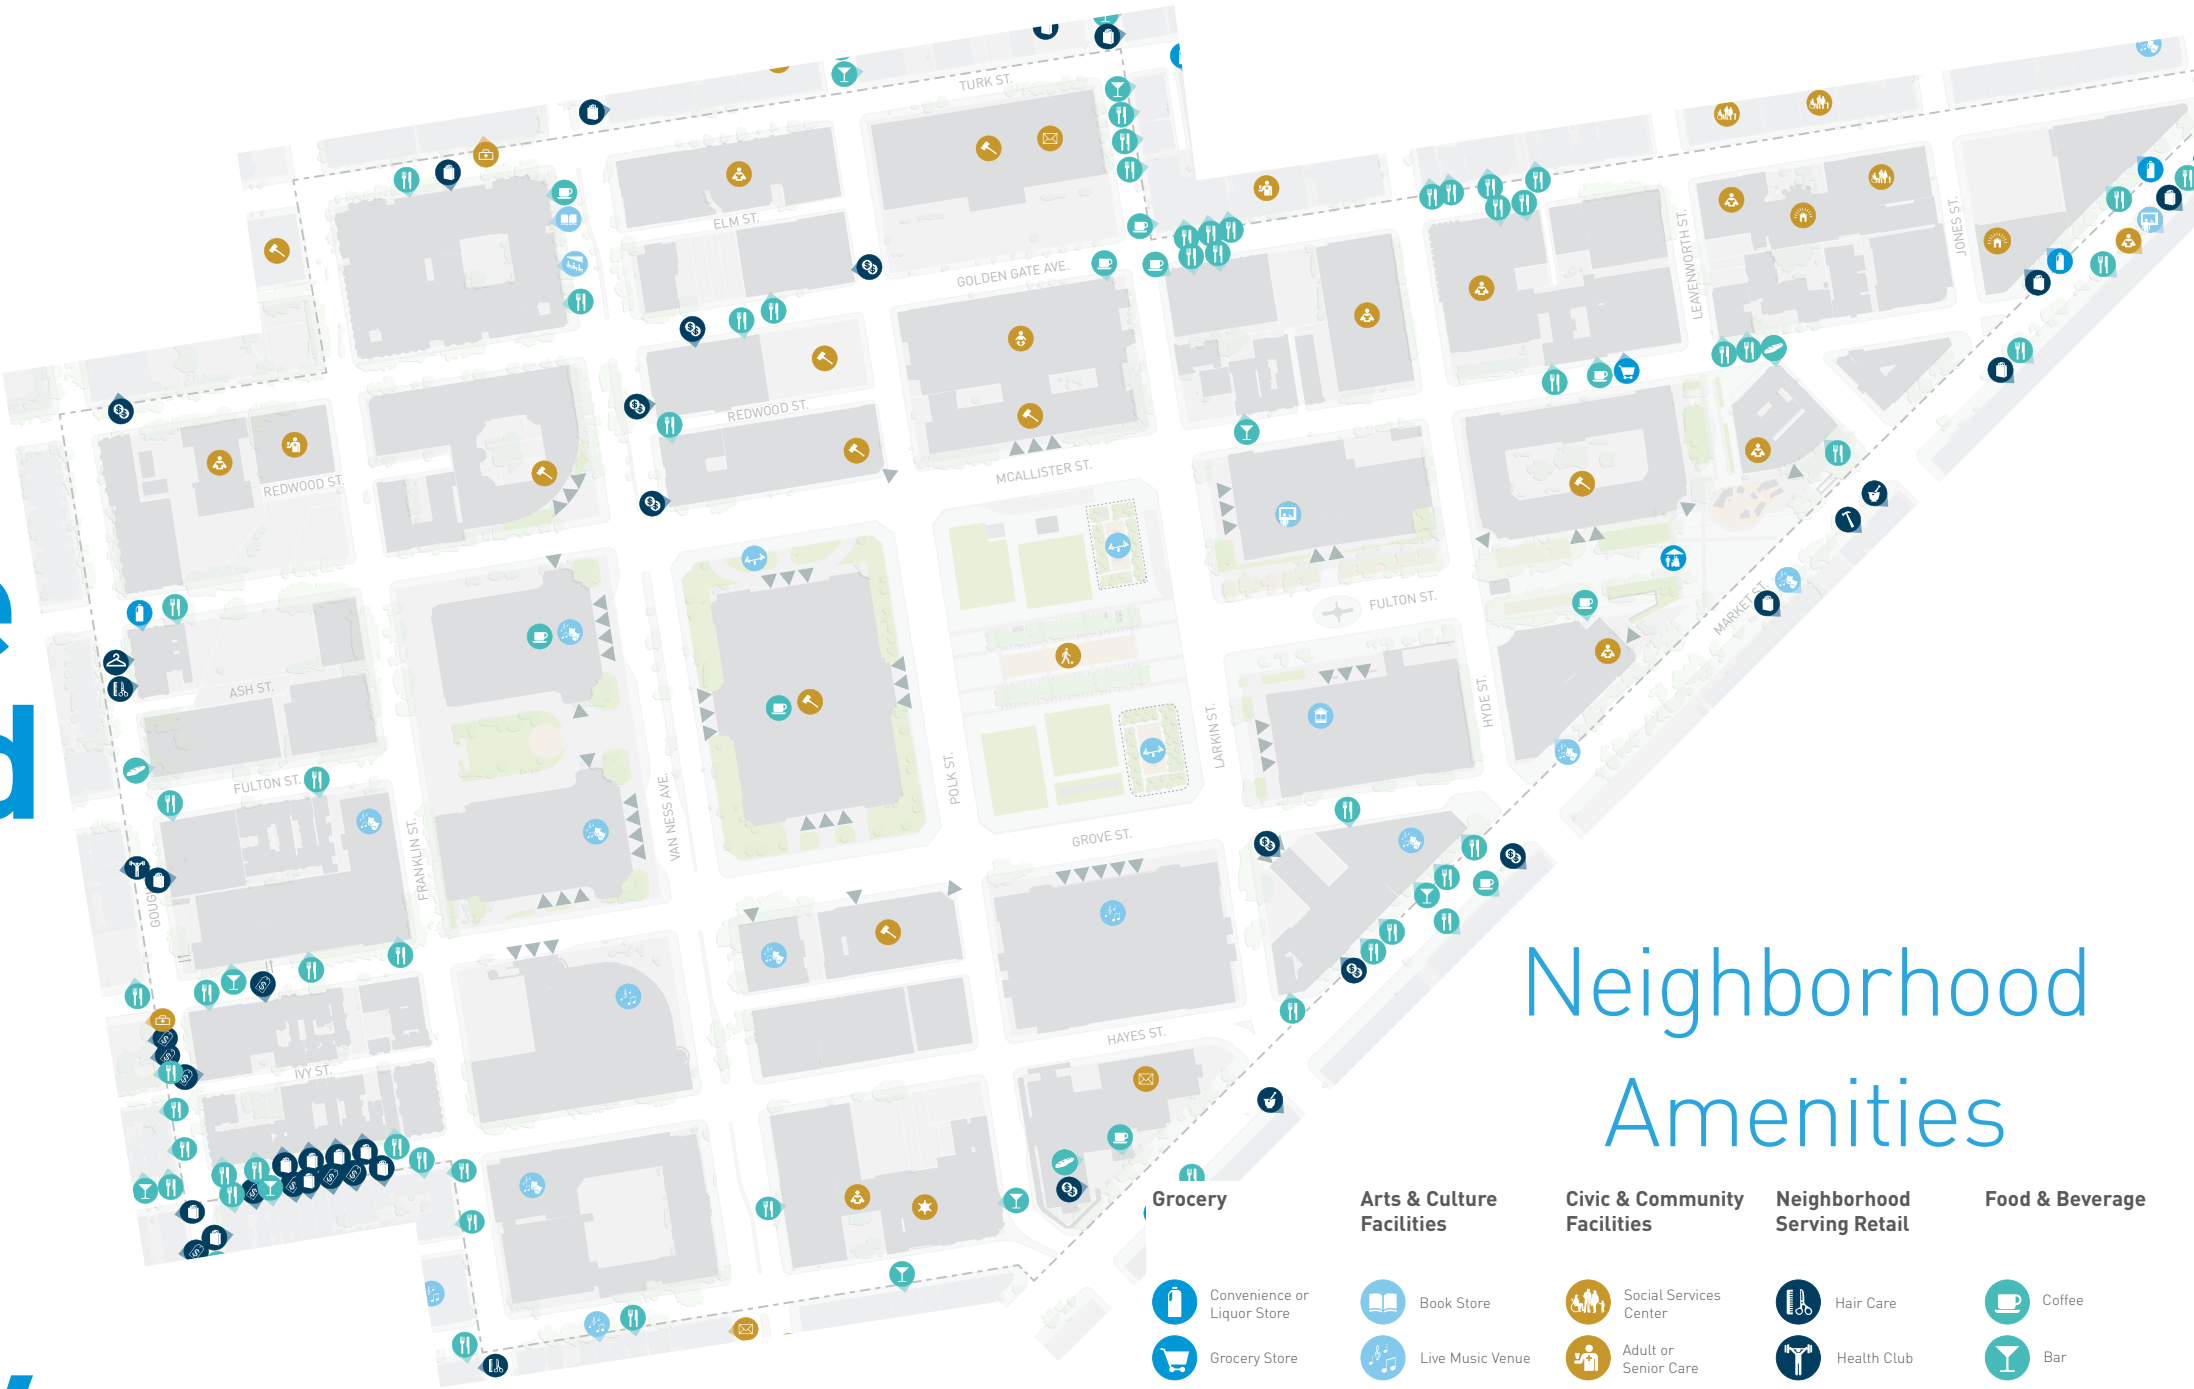 TURK ST.
ELM ST.
GOLDEN GATE AVE.
LEAVENWORTH ST.
JONES ST.
REDWOOD ST.
REDWOOD ST.
MCALLISTER ST.
FULTON ST.
MARKET ST.
ASH ST.
HYDE ST.
LARKIN ST.
POLK ST.
VAN NESS AVE.
FULTON ST.
FRANKLIN ST.
GROVE ST.
HAYES ST.
IVY ST.
Neighborhood
Amenities
Grocery
Convenience or
Liquor Store
Grocery Store
Arts & Culture
Facilities
Book Store
Live Music Venue
Civic & Community
Facilities
Social Services
Center
Adult or
Senior Care
Neighborhood
Serving Retail
Hair Care
Health Club
Food & Beverage
Coffee
Bar